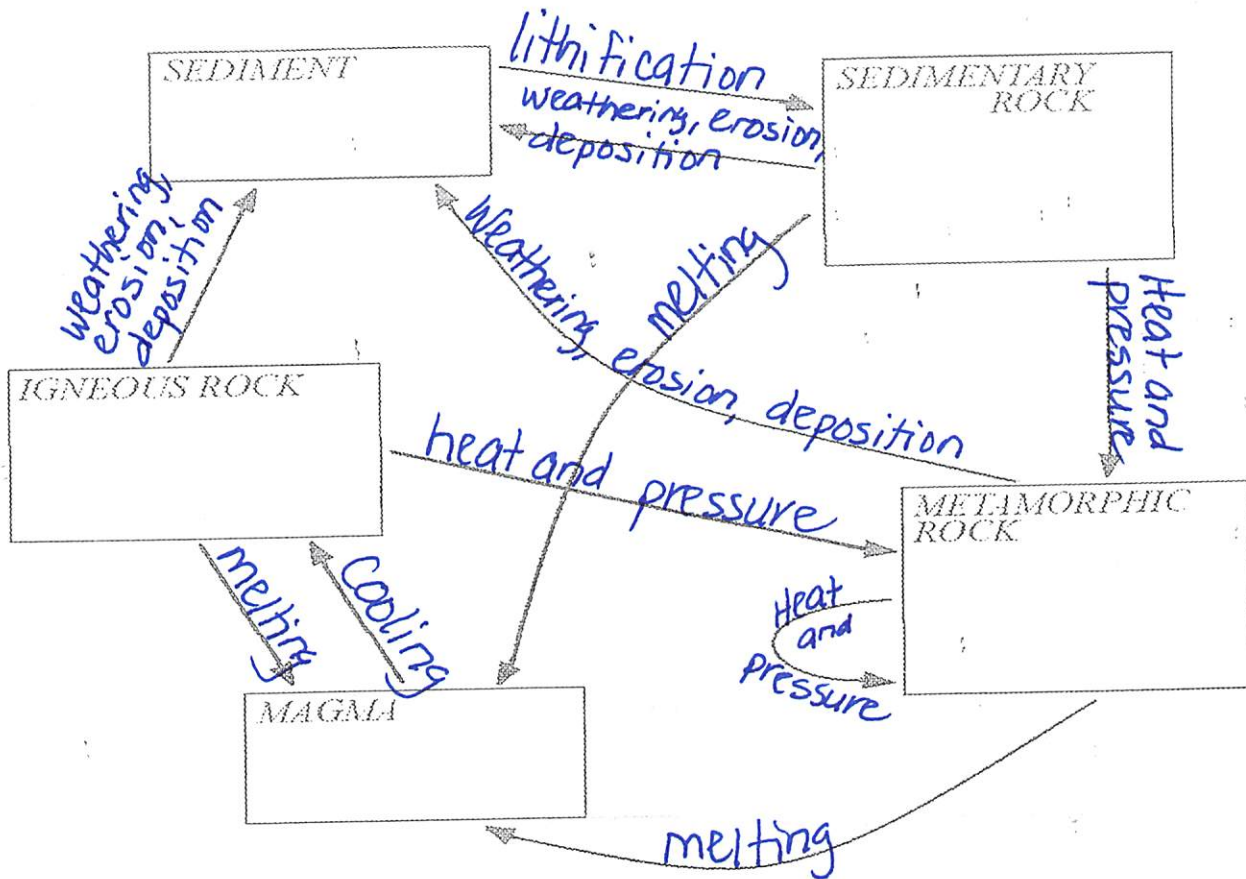 SEDIMENT
lithification
weathering, erosion,
deposition
SEDIMENTARY
ROCK
weathering,
erosion,
deposition
Weathering, erosion, deposition
melting
Heat and
pressure
IGNEOUS ROCK
heat and pressure
METAMORPHIC
ROCK
melting
Cooling
Heat
and
pressure
MAGMA
melting